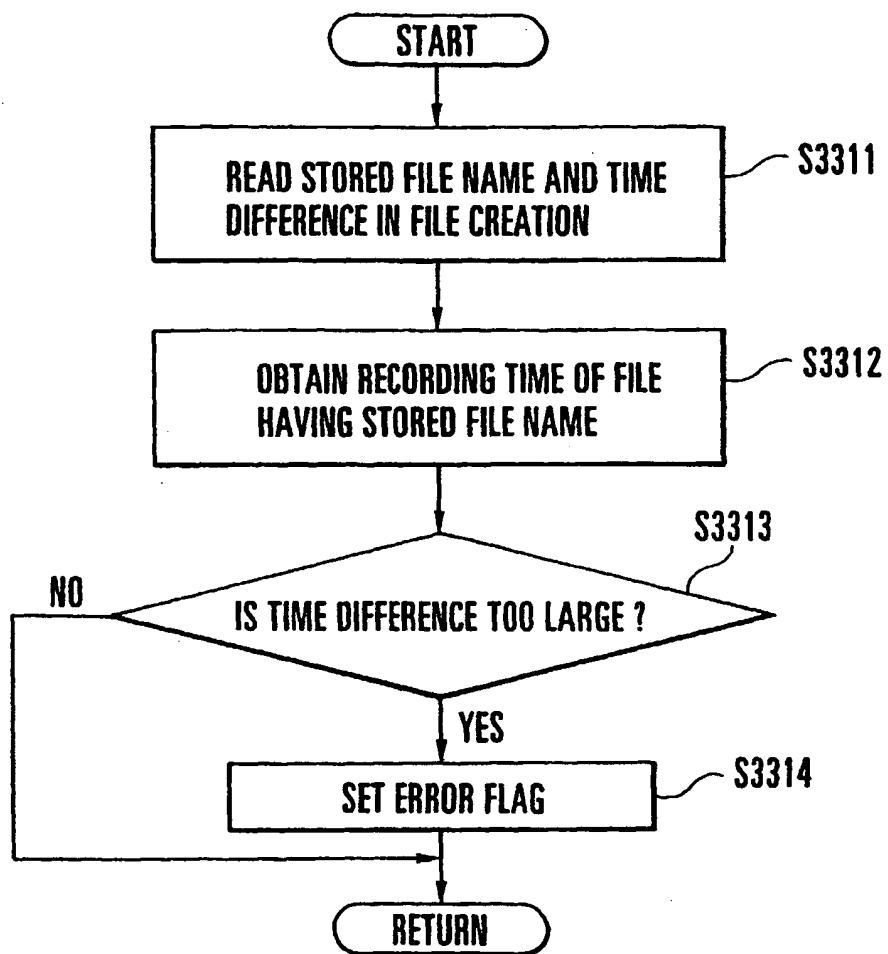 START
READ STORED FILE NAME AND TIME
DIFFERENCE IN FILE CREATION
S3311
OBTAIN RECORDING TIME OF FILE
HAVING STORED FILE NAME
S3312
S3313
NO
IS TIME DIFFERENCE TOO LARGE ?
YES
SET ERROR FLAG
S3314
RETURN